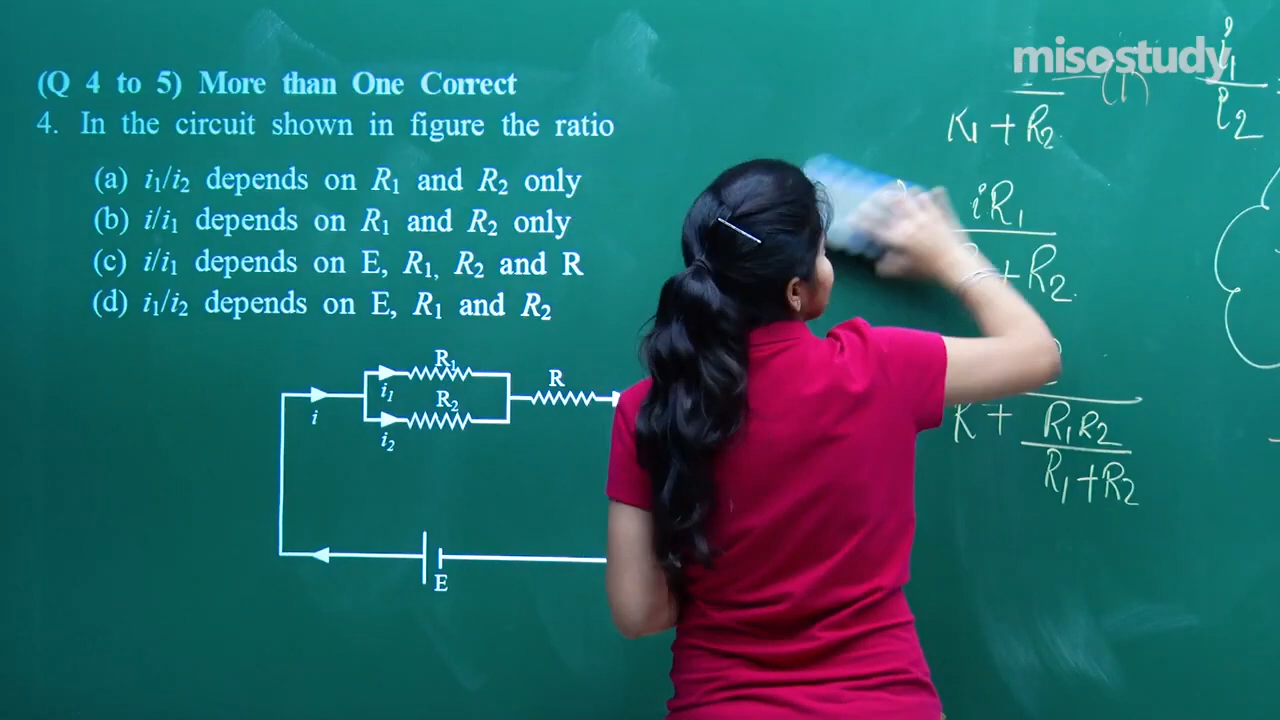 misostudy
(Q 4 to 5) More than One Correct
4. In the circuit shown in figure the ratio
(a) i₁/i₂ depends on R₁ and R₂ only
(b) i/i₁ depends on R₁ and R₂ only
(c) i/i₁ depends on E, R₁, R₂ and R
(d) i₁/i₂ depends on E, R₁ and R₂
R₁
i₁
R
i
R₂
i₂
E
(1)
i₁
i₂
R₁ + R₂
iR₁
+ R₂
R +
R₁R₂
R₁ + R₂